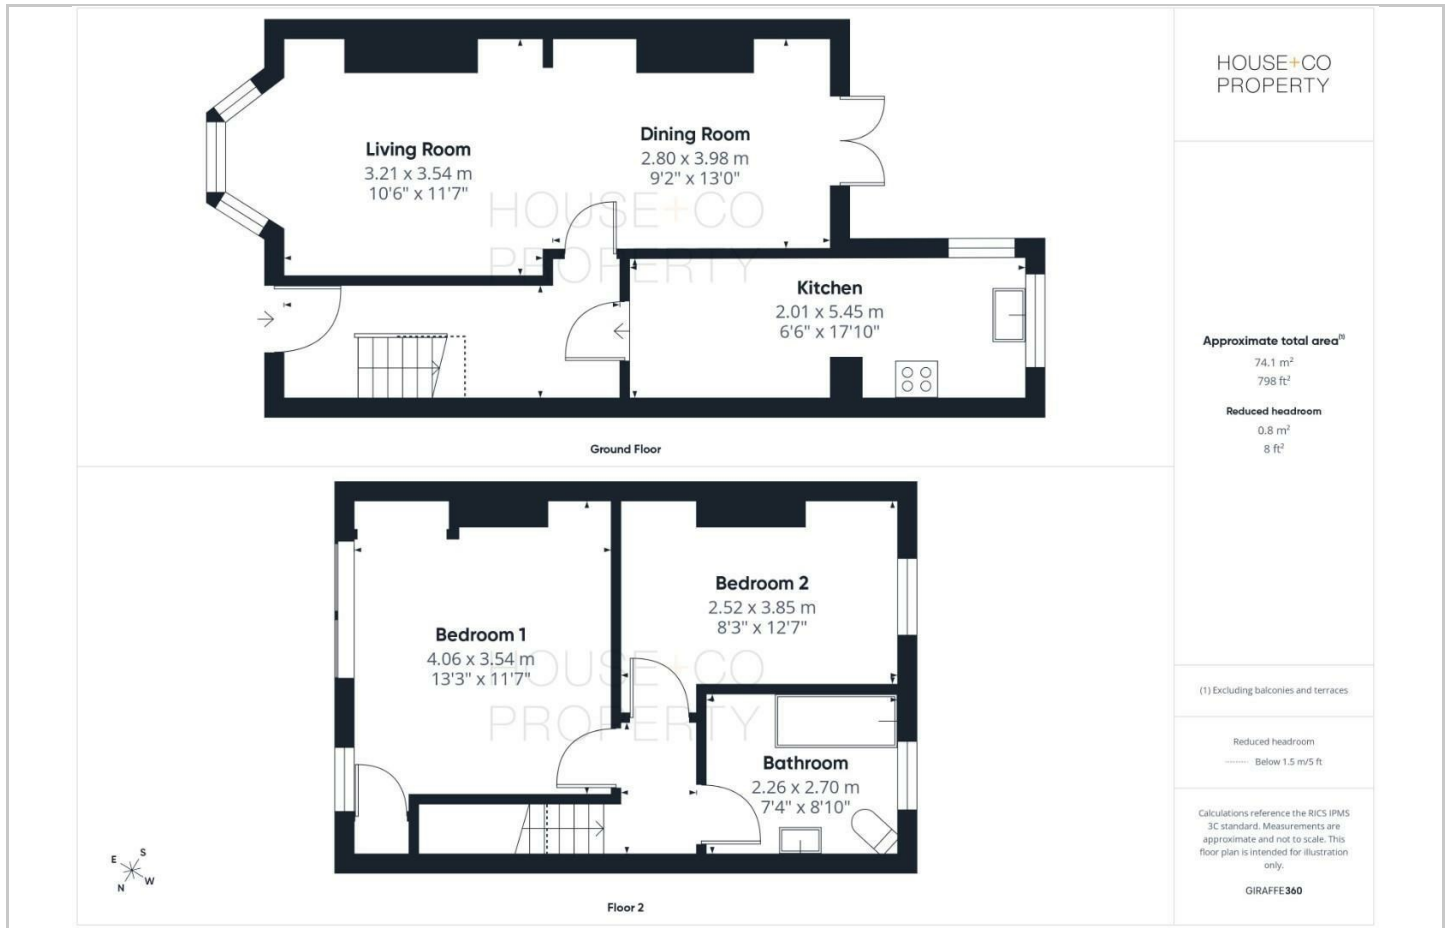 Living Room
3.21 x 3.54 m
10'6" x 11'7"
Dining Room
2.80 x 3.98 m
9'2" x 13'0"
HOUSE+CO
PROPERTY
Kitchen
2.01 x 5.45 m
6'6" x 17'10"
Ground Floor
Bedroom 1
4.06 x 3.54 m
13'3" x 11'7"
Bedroom 2
2.52 x 3.85 m
8'3" x 12'7"
HOUSE+CO
PROPERTY
Bathroom
2.26 x 2.70 m
7'4" x 8'10"
E S
N W
Floor 2
HOUSE+CO
PROPERTY
Approximate total area(1)
74.1 m²
798 ft²
Reduced headroom
0.8 m²
8 ft²
(1) Excluding balconies and terraces
Reduced headroom
Below 1.5 m/5 ft
Calculations reference the RICS IPMS
3C standard. Measurements are
approximate and not to scale. This
floor plan is intended for illustration
only.
GIRAFFE360